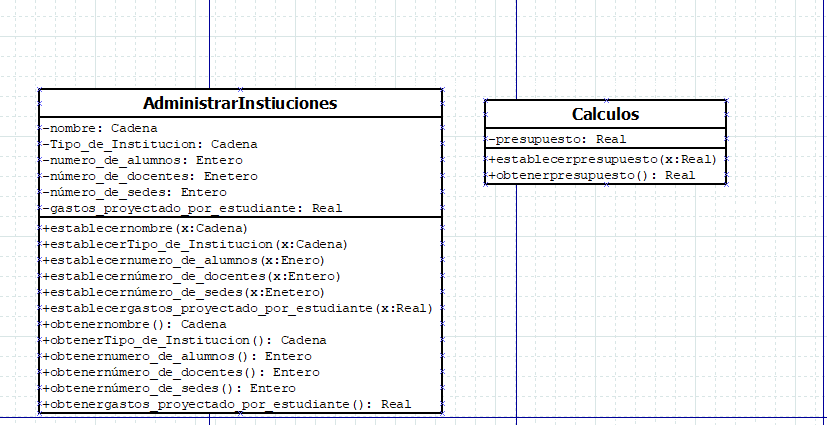 AdministrarInstiuciones
-nombre: Cadena
-Tipo_de_Institucion: Cadena
-numero_de_alumnos: Entero
-número_de_docentes: Enetero
-número_de_sedes: Entero
-gastos_proyectado_por_estudiante: Real
+establecernombre(x:Cadena)
+establecerTipo_de_Institucion(x:Cadena)
+establecernumero_de_alumnos(x:Enero)
+establecernúmero_de_docentes(x:Entero)
+establecernúmero_de_sedes(x:Enetero)
+establecergastos_proyectado_por_estudiante(x:Real)
+obtenernombre(): Cadena
+obtenerTipo_de_Institucion(): Cadena
+obtenernumero_de_alumnos(): Entero
+obtenernúmero_de_docentes(): Entero
+obtenernúmero_de_sedes(): Entero
+obtenergastos_proyectado_por_estudiante(): Real
Calculos
-presupuesto: Real
+establecerpresupuesto(x:Real)
+obtenerpresupuesto(): Real